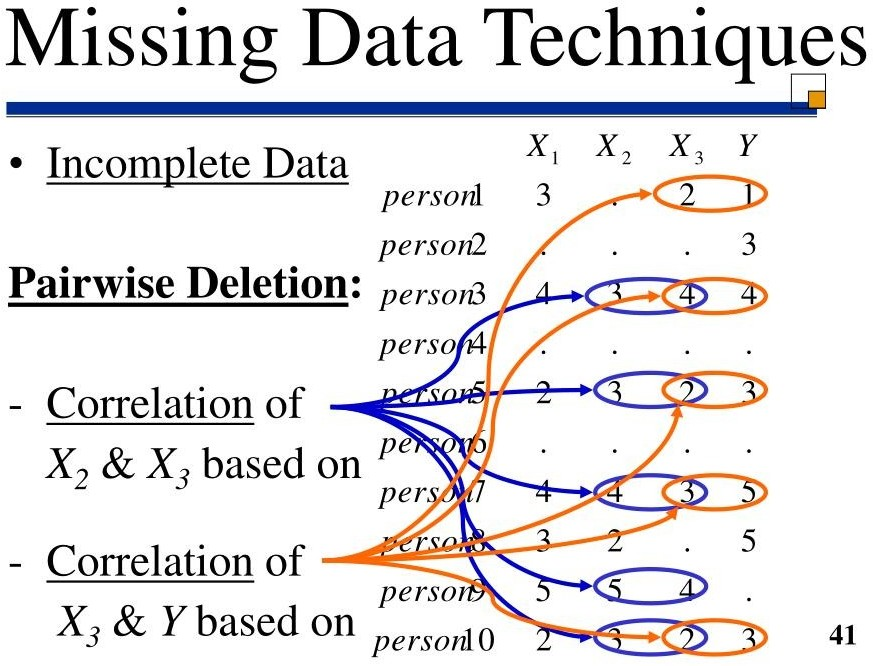 Missing Data Techniques
• Incomplete Data
Pairwise Deletion:
- Correlation of
X2 & X3 based on
- Correlation of
X3 & Y based on
X1 X2 X3 Y
person1 3 . 2 1
person2 . . . 3
person3 4 3 4 4
person4 . . . .
person5 2 3 2 3
person6 . . . .
person7 4 4 3 5
person8 3 2 . 5
person9 5 5 4 .
person10 2 3 2 3
41